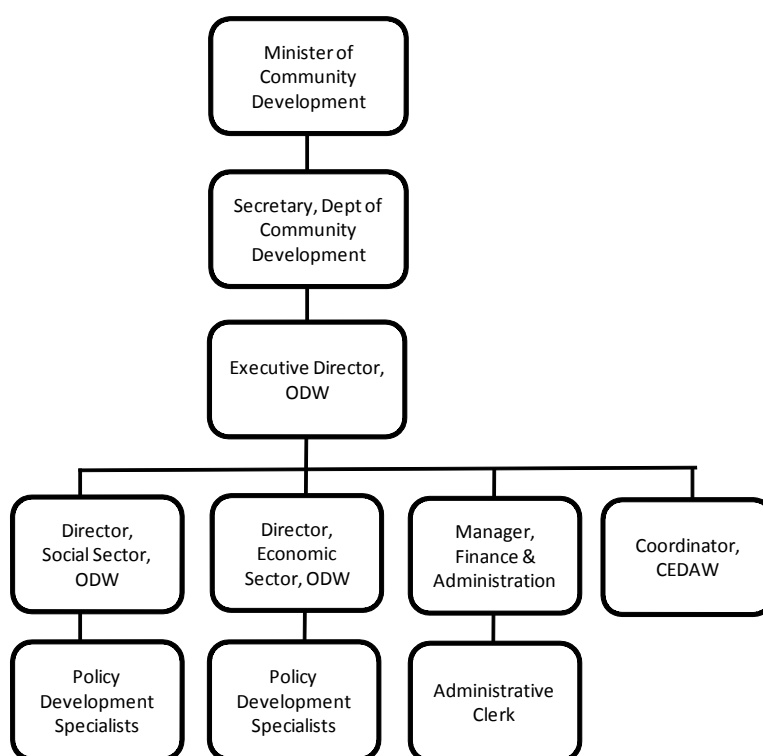 Minister of
Community
Development
Secretary, Dept of
Community
Development
Executive Director,
ODW
Director,
Social Sector,
ODW
Director,
Economic
Sector, ODW
Manager,
Finance &
Administration
Coordinator,
CEDAW
Policy
Development
Specialists
Policy
Development
Specialists
Administrative
Clerk